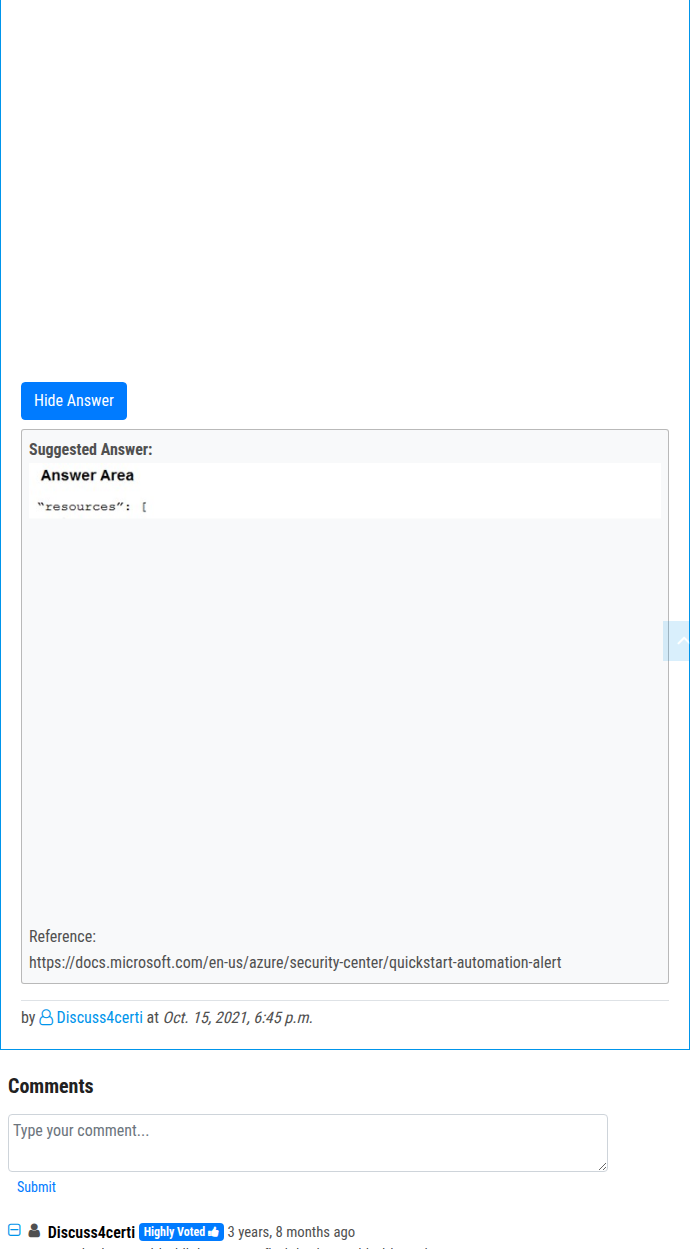 Hide Answer
Suggested Answer:
Answer Area
"resources": [
Reference:
https://docs.microsoft.com/en-us/azure/security-center/quickstart-automation-alert
by Discuss4certi at Oct. 15, 2021, 6:45 p.m.
Comments
Type your comment...
Submit
Discuss4certi Highly Voted 3 years, 8 months ago